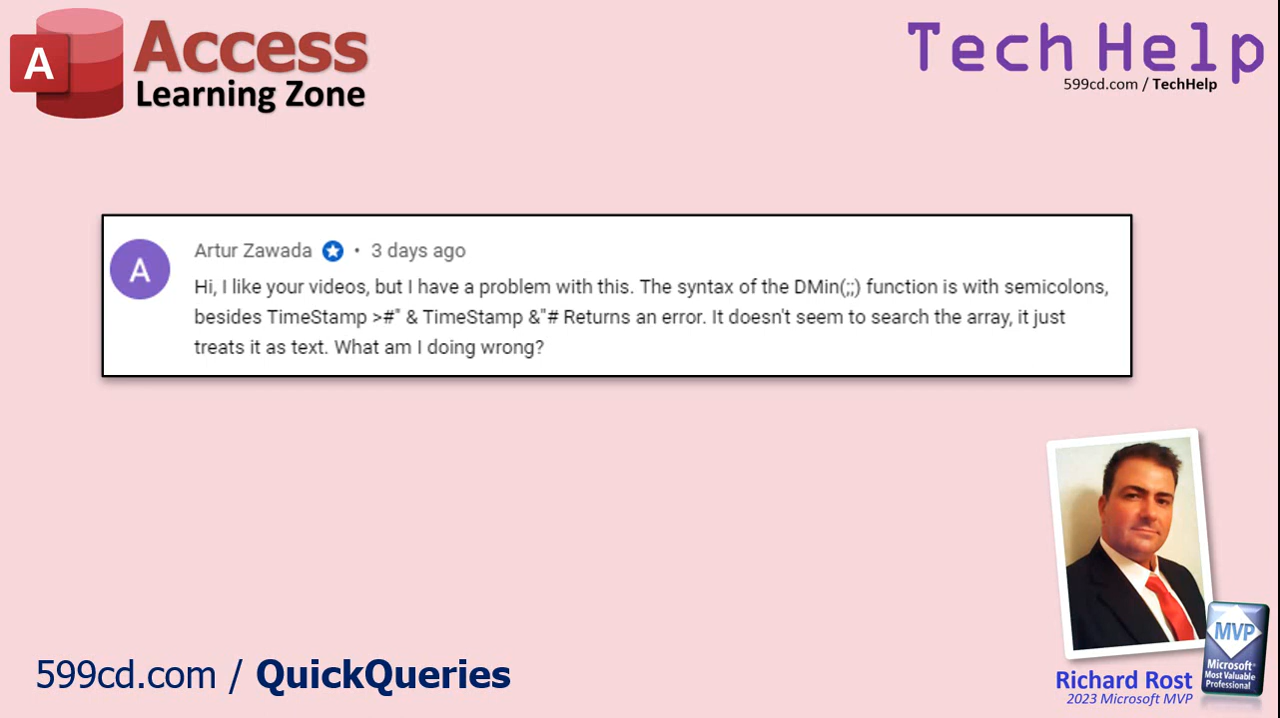 A Access
Learning Zone
Tech Help
599cd.com / TechHelp
A
Artur Zawada • 3 days ago
Hi, I like your videos, but I have a problem with this. The syntax of the DMin(;;) function is with semicolons,
besides TimeStamp >#" & TimeStamp &"# Returns an error. It doesn't seem to search the array, it just
treats it as text. What am I doing wrong?
599cd.com / QuickQueries
MVP
Microsoft
Most Valuable
Professional
Richard Rost
2023 Microsoft MVP